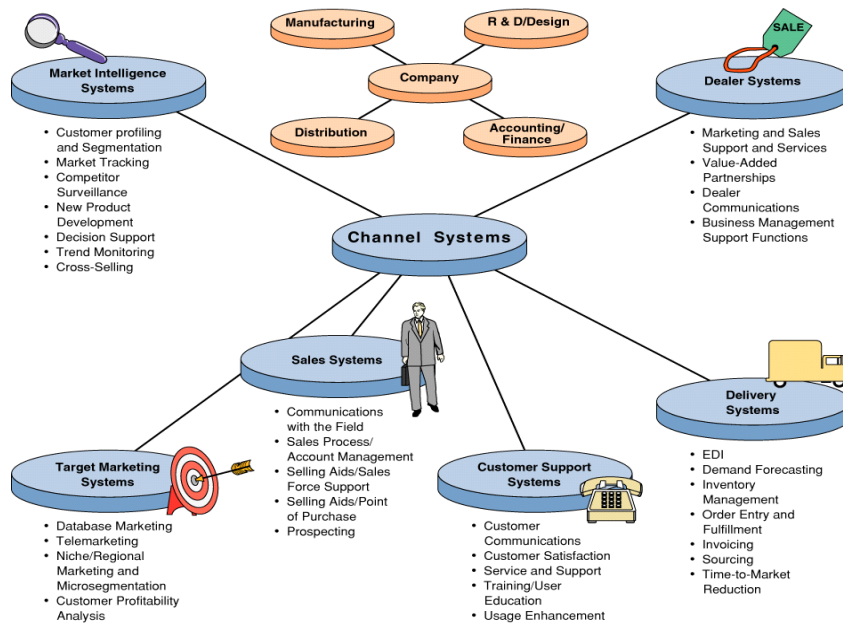 Manufacturing
R & D/Design
SALE
Market Intelligence
Systems
Company
Dealer Systems
Distribution
Accounting/
Finance
• Customer profiling
and Segmentation
• Market Tracking
• Competitor
Surveillance
• New Product
Development
• Decision Support
• Trend Monitoring
• Cross-Selling
• Marketing and Sales
Support and Services
• Value-Added
Partnerships
• Dealer
Communications
• Business Management
Support Functions
Channel Systems
Sales Systems
• Communications
with the Field
• Sales Process/
Account Management
• Selling Aids/Sales
Force Support
• Selling Aids/Point
of Purchase
• Prospecting
Delivery
Systems
• EDI
• Demand Forecasting
• Inventory
Management
• Order Entry and
Fulfillment
• Invoicing
• Sourcing
• Time-to-Market
Reduction
Target Marketing
Systems
• Database Marketing
• Telemarketing
• Niche/Regional
Marketing and
Microsegmentation
• Customer Profitability
Analysis
Customer Support
Systems
• Customer
Communications
• Customer Satisfaction
• Service and Support
• Training/User
Education
• Usage Enhancement